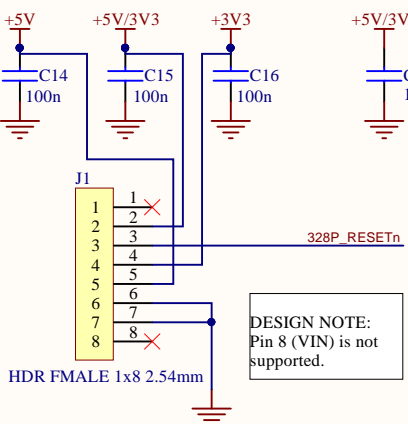 +5V
+5V/3V3
+3V3
+5V/3V
C14
100n
C15
100n
C16
100n
J1
1 1
2 2
3 3
328P_RESETn
4 4
5 5
6 6
7 7
8 8
DESIGN NOTE:
Pin 8 (VIN) is not
supported.
HDR FMALE 1x8 2.54mm